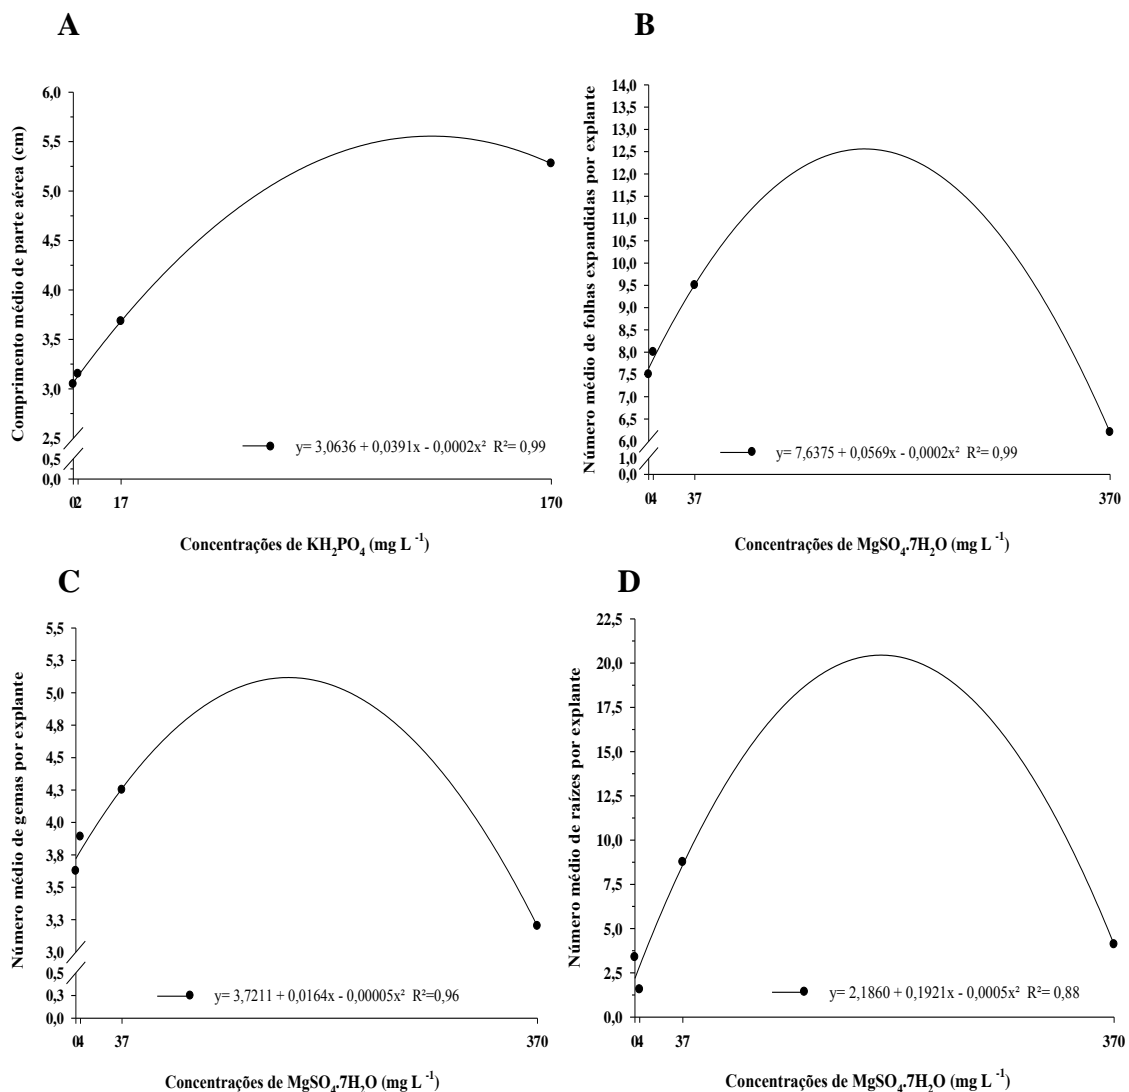 A
Comprimento médio de parte aérea (cm)
6,0
5,5
5,0
4,5
4,0
3,5
3,0
2,5
0,5
0,0
y= 3,0636 + 0,0391x - 0,0002x² R²= 0,99
0 2 17 170
Concentrações de KH₂PO₄ (mg L ⁻¹)
B
Número médio de folhas expandidas por explante
14,0
13,5
13,0
12,5
12,0
11,5
11,0
10,5
10,0
9,5
9,0
8,5
8,0
7,5
7,0
6,5
6,0
1,0
0,0
y= 7,6375 + 0,0569x - 0,0002x² R²= 0,99
0 4 37 370
Concentrações de MgSO₄.7H₂O (mg L ⁻¹)
C
Número médio de gemas por explante
5,5
5,3
5,0
4,8
4,5
4,3
4,0
3,8
3,5
3,3
3,0
0,5
0,3
0,0
y= 3,7211 + 0,0164x - 0,00005x² R²=0,96
0 4 37 370
Concentrações de MgSO₄.7H₂O (mg L ⁻¹)
D
Número médio de raízes por explante
22,5
20,0
17,5
15,0
12,5
10,0
7,5
5,0
2,5
0,0
y= 2,1860 + 0,1921x - 0,0005x² R²= 0,88
0 4 37 370
Concentrações de MgSO₄.7H₂O (mg L ⁻¹)